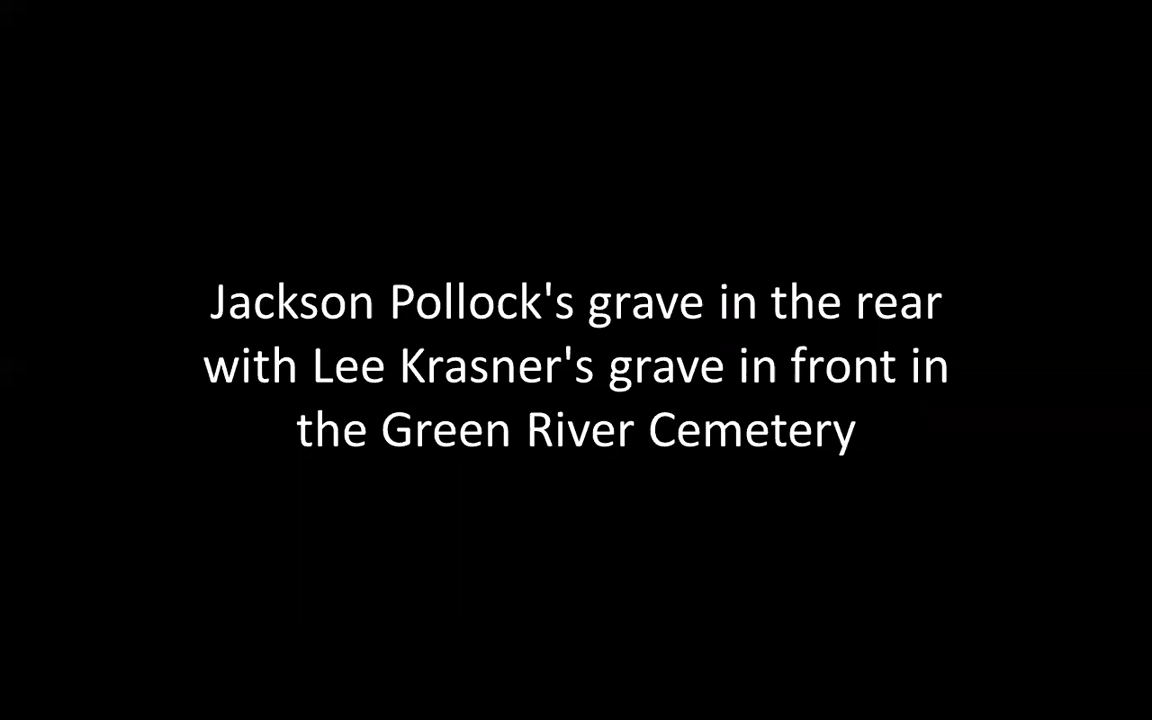 Jackson Pollock's grave in the rear
with Lee Krasner's grave in front in
the Green River Cemetery